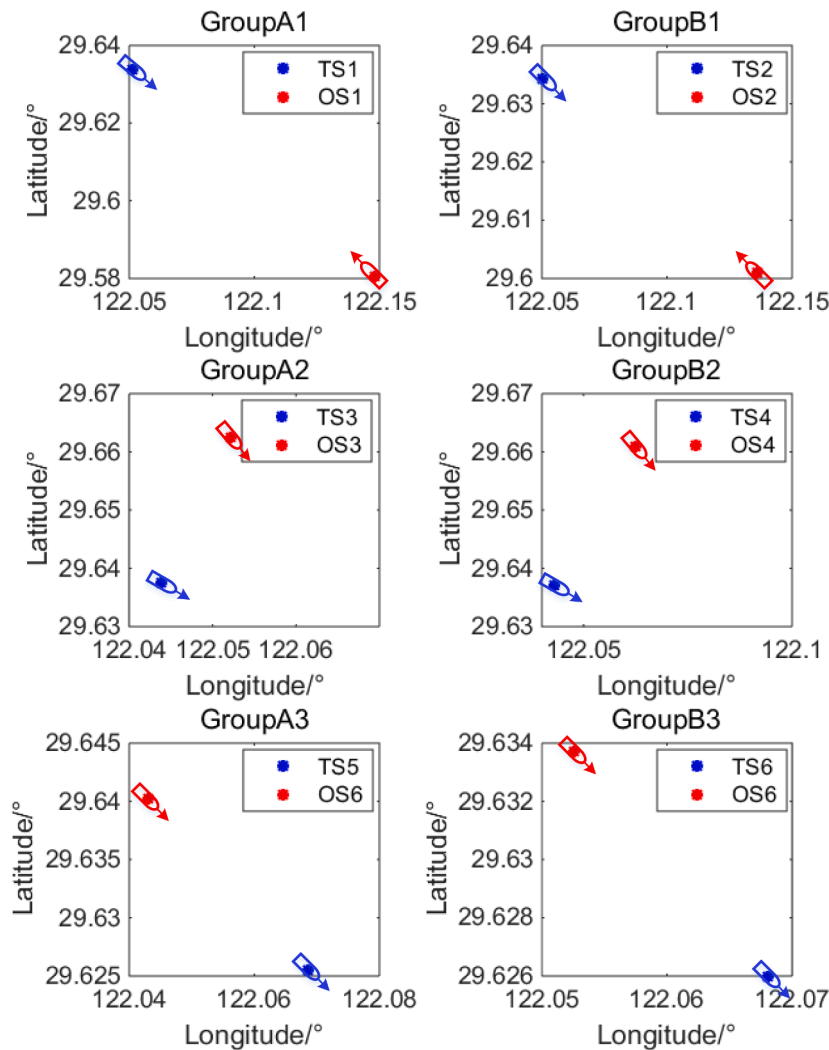 GroupA1
29.64
29.62
29.6
29.58
122.05
122.1
122.15
Latitude/°
Longitude/°
TS1
OS1
GroupB1
29.64
29.63
29.62
29.61
29.6
122.05
122.1
122.15
Latitude/°
Longitude/°
TS2
OS2
GroupA2
29.67
29.66
29.65
29.64
29.63
122.04
122.05
122.06
Latitude/°
Longitude/°
TS3
OS3
GroupB2
29.67
29.66
29.65
29.64
29.63
122.05
122.1
Latitude/°
Longitude/°
TS4
OS4
GroupA3
29.645
29.64
29.635
29.63
29.625
122.04
122.06
122.08
Latitude/°
Longitude/°
TS5
OS6
GroupB3
29.634
29.632
29.63
29.628
29.626
122.05
122.06
122.07
Latitude/°
Longitude/°
TS6
OS6